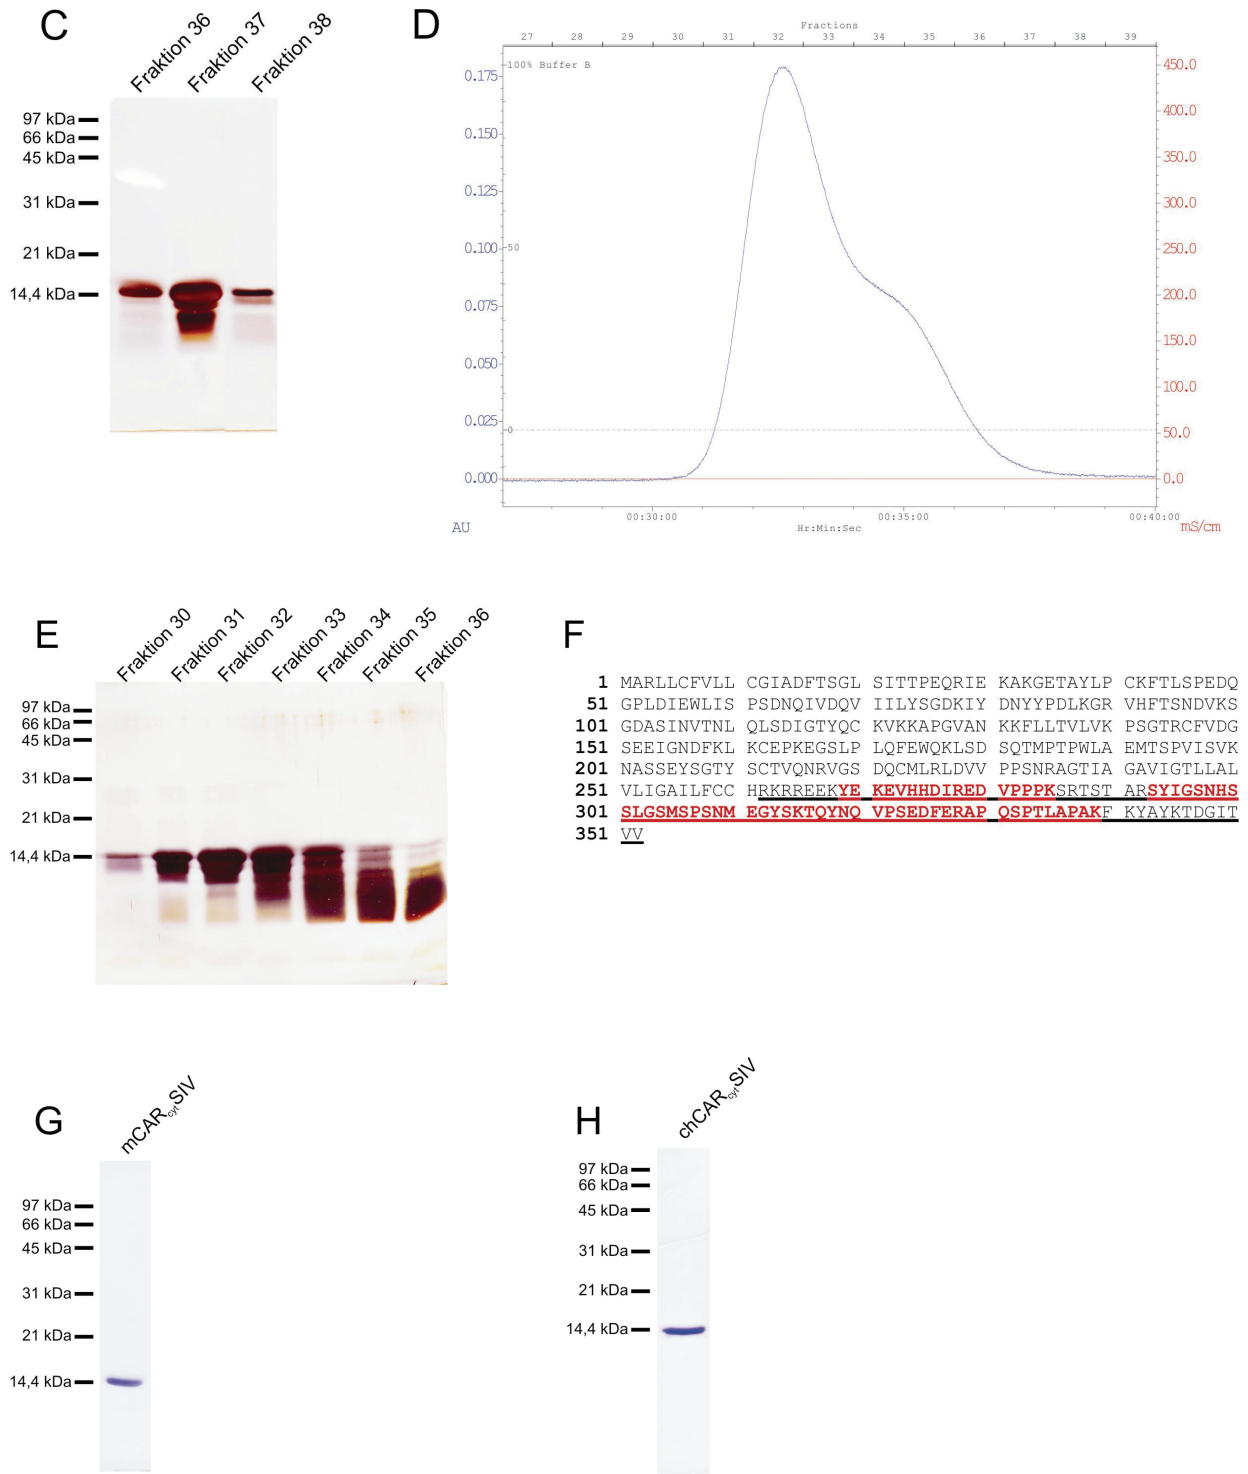 C
Fraktion 36
Fraktion 37
Fraktion 38
97 kDa
66 kDa
45 kDa
31 kDa
21 kDa
14,4 kDa
D
Fractions
27 28 29 30 31 32 33 34 35 36 37 38 39
100% Buffer B
50
0
0.175
0.150
0.125
0.100
0.075
0.050
0.025
0.000
AU
450.0
400.0
350.0
300.0
250.0
200.0
150.0
100.0
50.0
0.0
mS/cm
00:30:00 00:35:00 00:40:00
Hr:Min:Sec
E
Fraktion 30
Fraktion 31
Fraktion 32
Fraktion 33
Fraktion 34
Fraktion 35
Fraktion 36
97 kDa
66 kDa
45 kDa
31 kDa
21 kDa
14,4 kDa
F
1 MARLLCFVLL CGIADFTSGL SITTPEQRIE KAKGETAYLP CKFTLSPEDQ
51 GPLDIEWLIS PSDNQIVDQV IILYSGDKIY DNYYPDLKGR VHFTSNDVKS
101 GDASINVTNL QLSDIGTYQC KVKKAPGVAN KKFLLTVLVK PSGTRCFVDG
151 SEEIGNDFKL KCEPKEGSLP LQFEWQKLSD SQTMPTPWLA EMTSPVISVK
201 NASSEYSGTY SCTVQNRVGS DQCMLRLDVV PPSNRAGTIA GAVIGTLLAL
251 VLIGAILFCC HRKRREEKYE KEVHHDIRED VPPPKSRTST ARSYIGSNHS
301 SLGSMSPSNM EGYSKTQYNQ VPSEDFERAP QSPTLAPAKF KYAYKTDGIT
351 VV
G
mCARcytSIV
97 kDa
66 kDa
45 kDa
31 kDa
21 kDa
14,4 kDa
H
chCARcytSIV
97 kDa
66 kDa
45 kDa
31 kDa
21 kDa
14,4 kDa